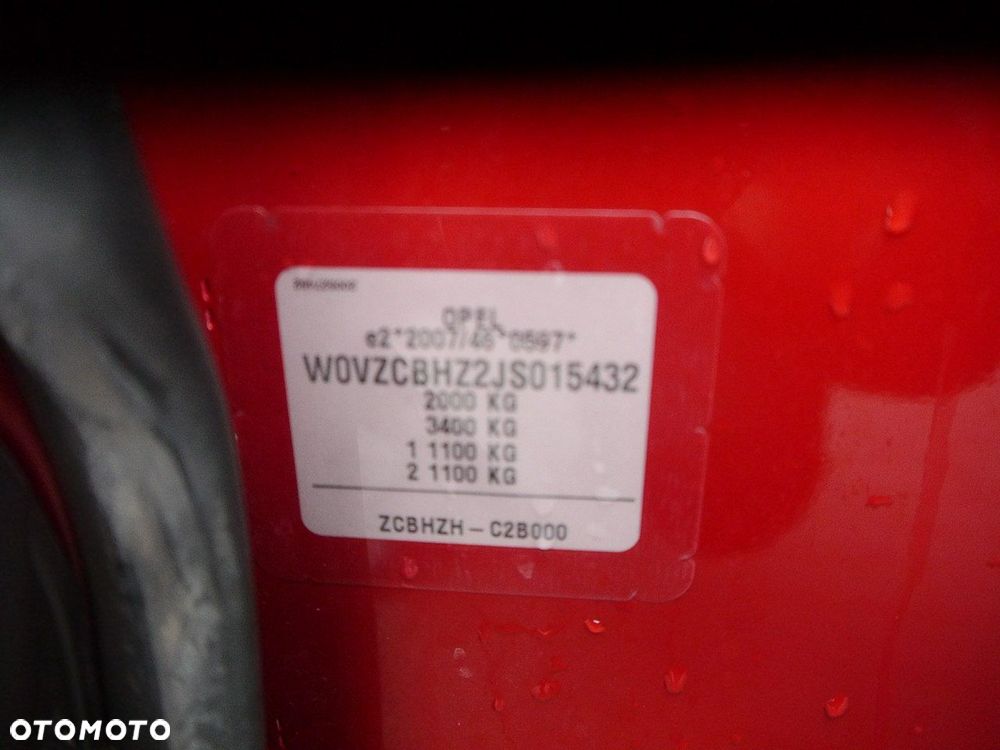 OPEL
e2*2007/46*0597*
W0VZCBHZ2JS015432
2000 KG
3400 KG
1 1100 KG
2 1100 KG
ZCBHZH-C2B000
OTOMOTO